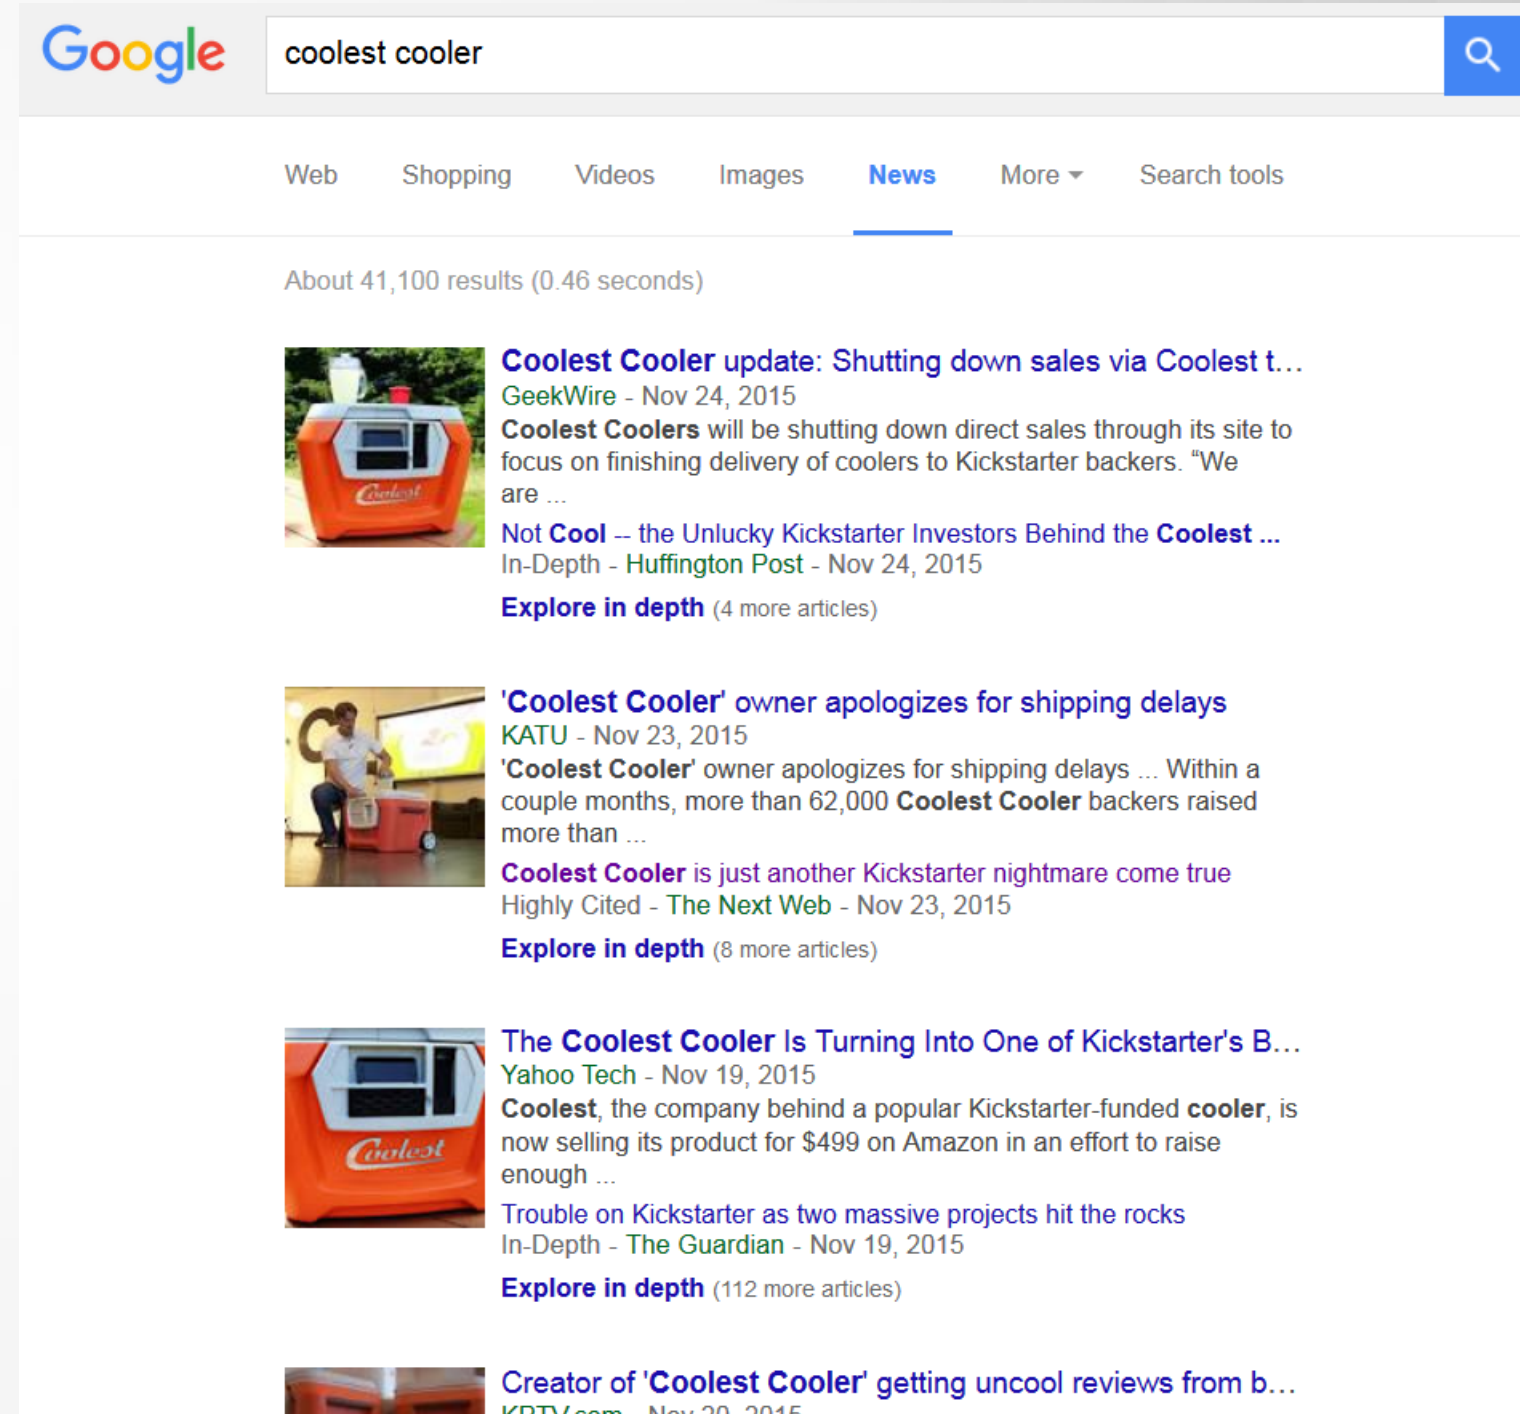 Google
coolest cooler
Web Shopping Videos Images News More Search tools
About 41,100 results (0.46 seconds)
Coolest Cooler update: Shutting down sales via Coolest t...
GeekWire - Nov 24, 2015
Coolest Coolers will be shutting down direct sales through its site to
focus on finishing delivery of coolers to Kickstarter backers. “We
are ...
Not Cool -- the Unlucky Kickstarter Investors Behind the Coolest ...
In-Depth - Huffington Post - Nov 24, 2015
Explore in depth (4 more articles)
Coolest
'Coolest Cooler' owner apologizes for shipping delays
KATU - Nov 23, 2015
'Coolest Cooler' owner apologizes for shipping delays ... Within a
couple months, more than 62,000 Coolest Cooler backers raised
more than ...
Coolest Cooler is just another Kickstarter nightmare come true
Highly Cited - The Next Web - Nov 23, 2015
Explore in depth (8 more articles)
The Coolest Cooler Is Turning Into One of Kickstarter's B...
Yahoo Tech - Nov 19, 2015
Coolest, the company behind a popular Kickstarter-funded cooler, is
now selling its product for $499 on Amazon in an effort to raise
enough ...
Trouble on Kickstarter as two massive projects hit the rocks
In-Depth - The Guardian - Nov 19, 2015
Explore in depth (112 more articles)
Coolest
Creator of 'Coolest Cooler' getting uncool reviews from b...
KPTV.com - Nov 20, 2015